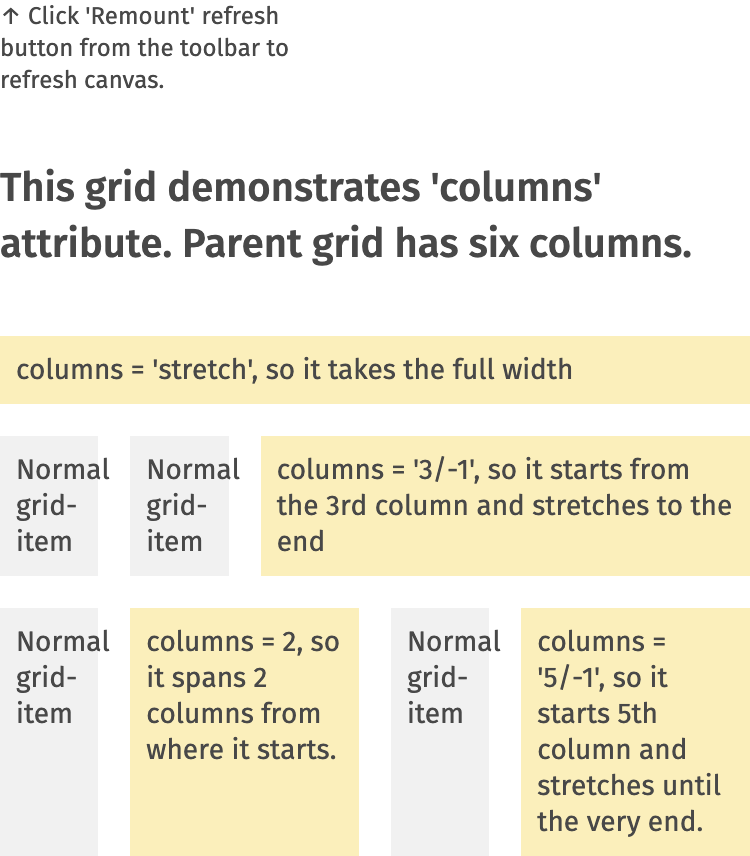 ↑ Click 'Remount' refresh
button from the toolbar to
refresh canvas.
This grid demonstrates 'columns'
attribute. Parent grid has six columns.
columns = 'stretch', so it takes the full width
Normal
grid-
item
Normal
grid-
item
columns = '3/-1', so it starts from
the 3rd column and stretches to the
end
Normal
grid-
item
columns = 2, so
it spans 2
columns from
where it starts.
Normal
grid-
item
columns =
'5/-1', so it
starts 5th
column and
stretches until
the very end.